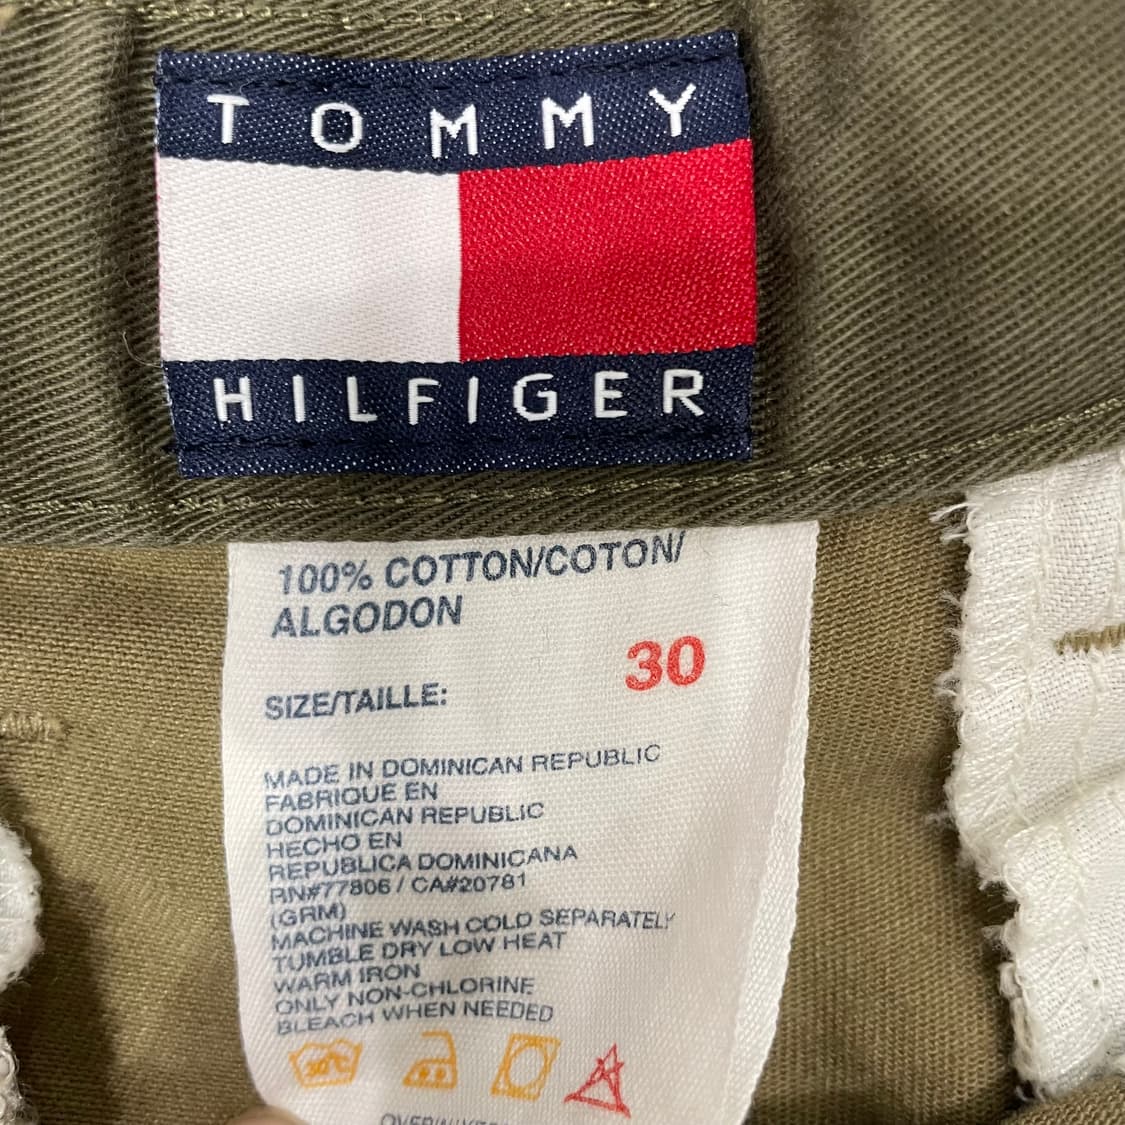 TOMMY
HILFIGER
100% COTTON/COTON/
ALGODON
30
SIZE/TAILLE:
MADE IN DOMINICAN REPUBLIC
FABRIQUE EN
DOMINICAN REPUBLIC
HECHO EN
REPUBLICA DOMINICANA
RN#77806 / CA#20781
(GRM)
MACHINE WASH COLD SEPARATELY
TUMBLE DRY LOW HEAT
WARM IRON
ONLY NON-CHLORINE
BLEACH WHEN NEEDED
30°C